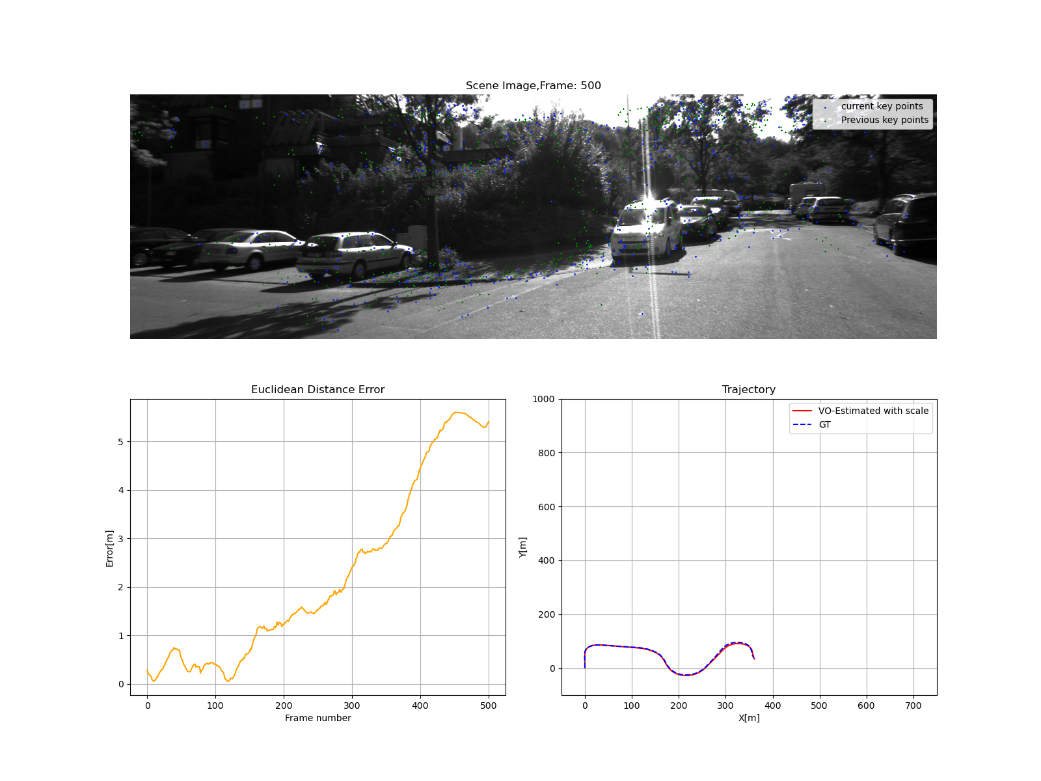 Scene Image,Frame: 500
current key points
Previous key points
Euclidean Distance Error
Error[m]
5
4
3
2
1
0
0 100 200 300 400 500
Frame number
Trajectory
VO-Estimated with scale
GT
Y[m]
1000
800
600
400
200
0
0 100 200 300 400 500 600 700
X[m]